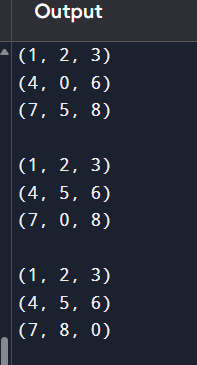 Output
(1, 2, 3)
(4, 0, 6)
(7, 5, 8)
(1, 2, 3)
(4, 5, 6)
(7, 0, 8)
(1, 2, 3)
(4, 5, 6)
(7, 8, 0)